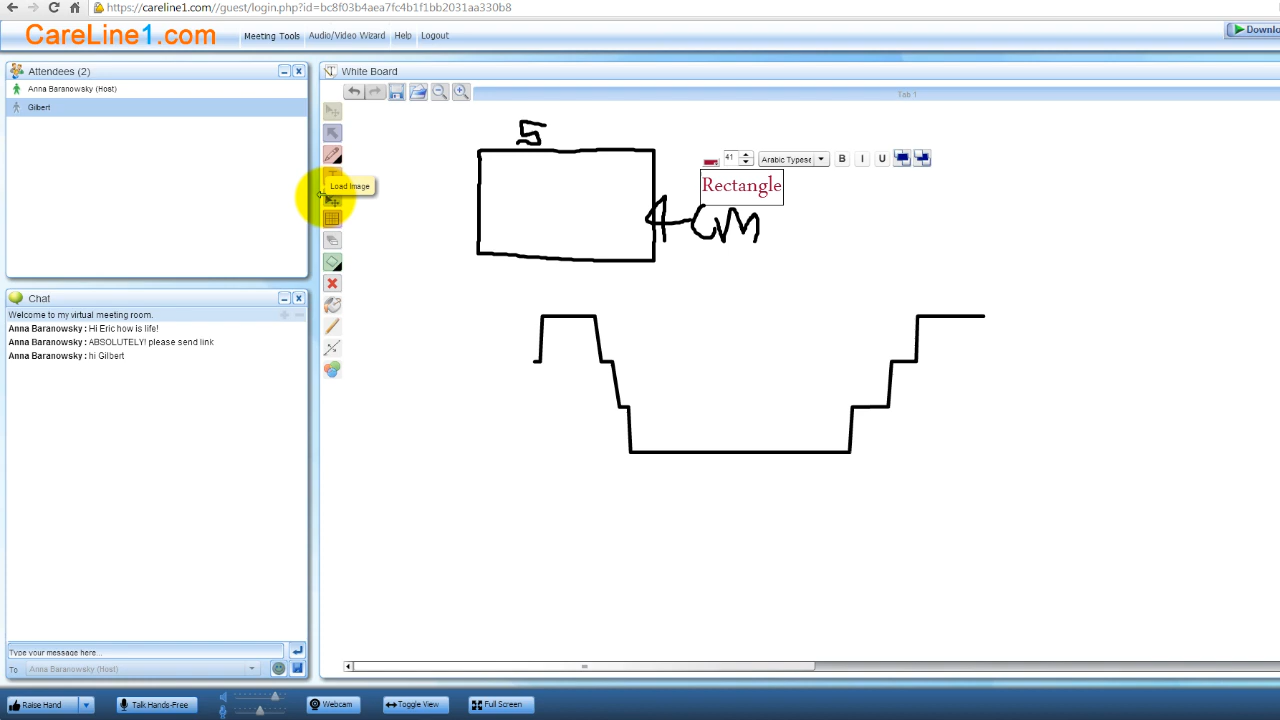 https://careline1.com//guest/login.php?id=bc8f03b4aea7fc4b1f1bb2031aa330b8
CareLine1.com
Meeting Tools Audio/Video Wizard Help Logout
Downlo
Attendees (2)
Anna Baranowsky (Host)
Gilbert
White Board
Tab 1
5
41 Arabic Typese B I U
Load Image
Rectangle
4 CM
Chat
Welcome to my virtual meeting room.
Anna Baranowsky : Hi Eric how is life!
Anna Baranowsky : ABSOLUTELY! please send link
Anna Baranowsky : hi Gilbert
Type your message here...
To Anna Baranowsky (Host)
Raise Hand Talk Hands-Free Webcam Toggle View Full Screen